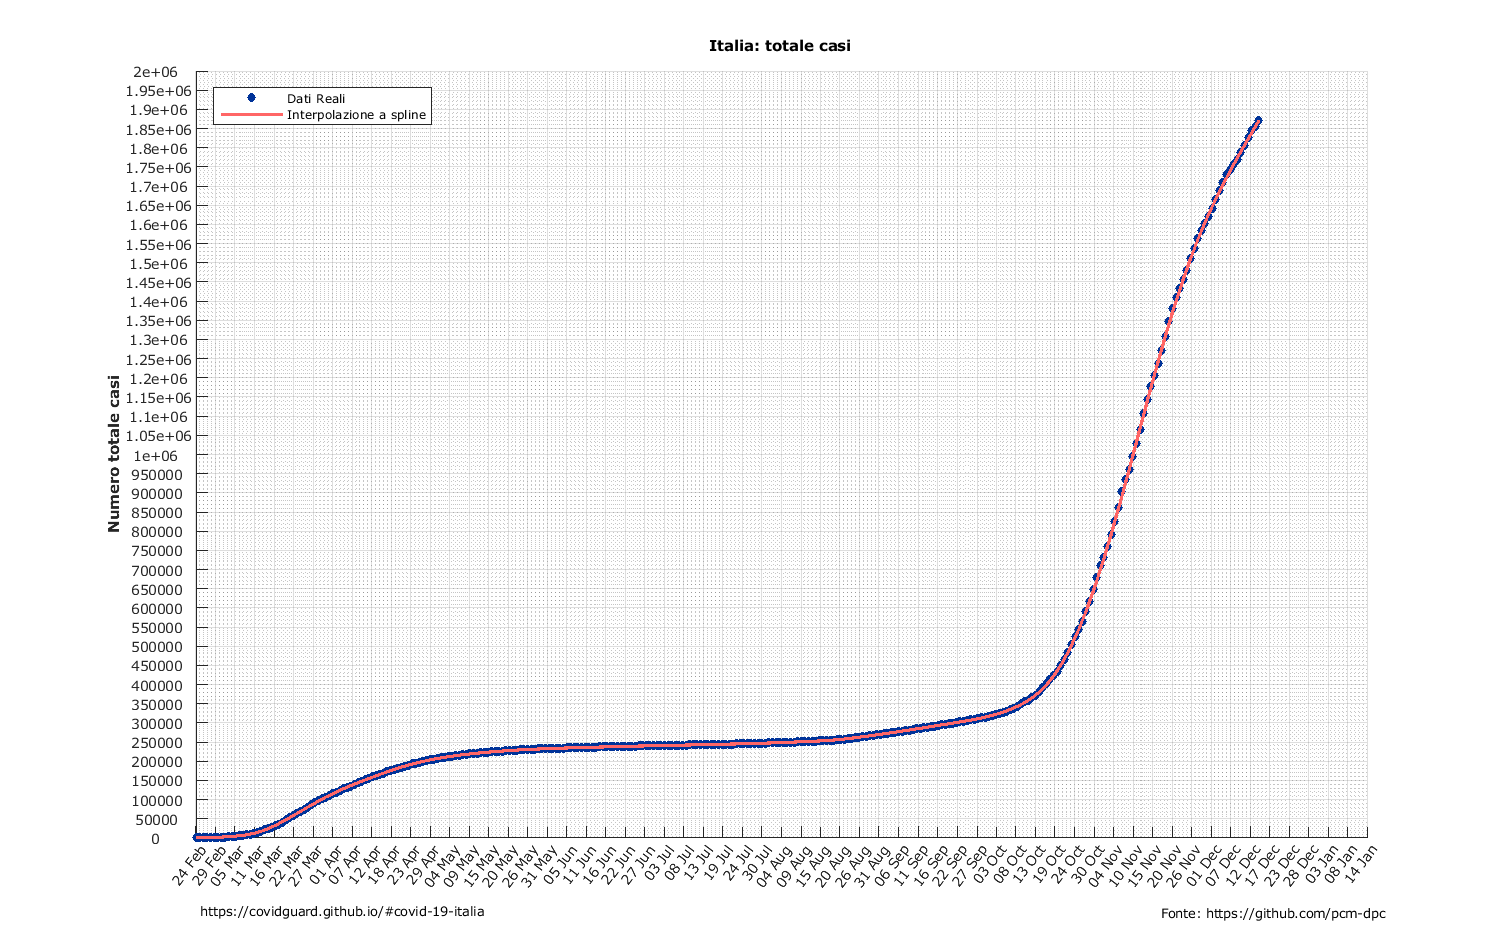 Italia: totale casi
Dati Reali
Interpolazione a spline
Numero totale casi
2e+06
1.95e+06
1.9e+06
1.85e+06
1.8e+06
1.75e+06
1.7e+06
1.65e+06
1.6e+06
1.55e+06
1.5e+06
1.45e+06
1.4e+06
1.35e+06
1.3e+06
1.25e+06
1.2e+06
1.15e+06
1.1e+06
1.05e+06
1e+06
950000
900000
850000
800000
750000
700000
650000
600000
550000
500000
450000
400000
350000
300000
250000
200000
150000
100000
50000
0
24 Feb
29 Feb
05 Mar
11 Mar
16 Mar
22 Mar
27 Mar
01 Apr
07 Apr
12 Apr
18 Apr
23 Apr
29 Apr
04 May
09 May
15 May
20 May
26 May
31 May
05 Jun
11 Jun
16 Jun
22 Jun
27 Jun
03 Jul
08 Jul
13 Jul
19 Jul
24 Jul
30 Jul
04 Aug
09 Aug
15 Aug
20 Aug
26 Aug
31 Aug
06 Sep
11 Sep
16 Sep
22 Sep
27 Sep
03 Oct
08 Oct
13 Oct
19 Oct
24 Oct
30 Oct
04 Nov
10 Nov
15 Nov
20 Nov
26 Nov
01 Dec
07 Dec
12 Dec
17 Dec
23 Dec
28 Dec
03 Jan
08 Jan
14 Jan
https://covidguard.github.io/#covid-19-italia
Fonte: https://github.com/pcm-dpc